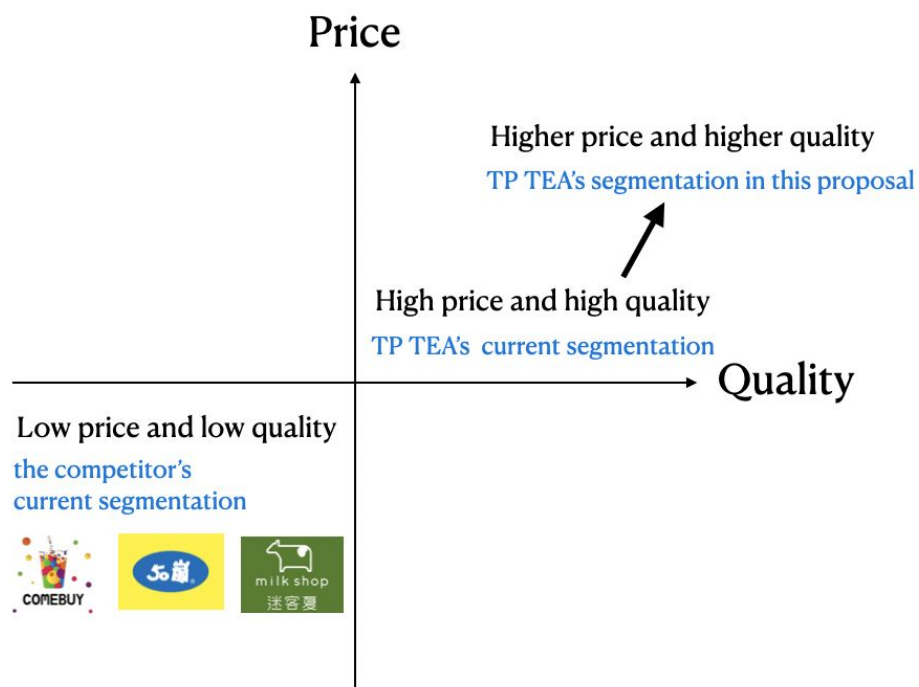 Price
Higher price and higher quality
TP TEA's segmentation in this proposal
High price and high quality
TP TEA's current segmentation
Quality
Low price and low quality
the competitor's
current segmentation
COMEBUY
50嵐®
milk shop
迷客夏